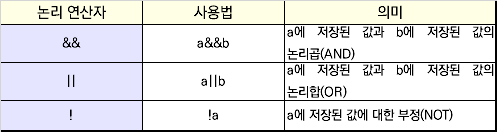 논리 연산자 사용법 의미
&& a&&b a에 저장된 값과 b에 저장된 값의
논리곱(AND)
|| a||b a에 저장된 값과 b에 저장된 값의
논리합(OR)
! !a a에 저장된 값에 대한 부정(NOT)